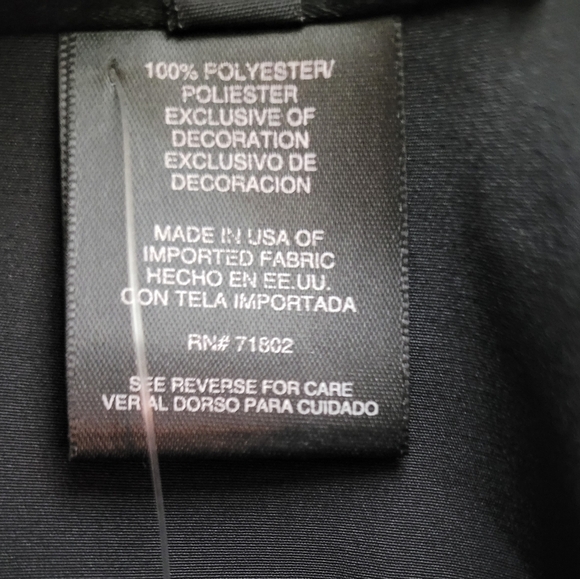 100% POLYESTER/
POLIESTER
EXCLUSIVE OF
DECORATION
EXCLUSIVO DE
DECORACION
MADE IN USA OF
IMPORTED FABRIC
HECHO EN EE.UU.
CON TELA IMPORTADA
RN# 71802
SEE REVERSE FOR CARE
VER AL DORSO PARA CUIDADO